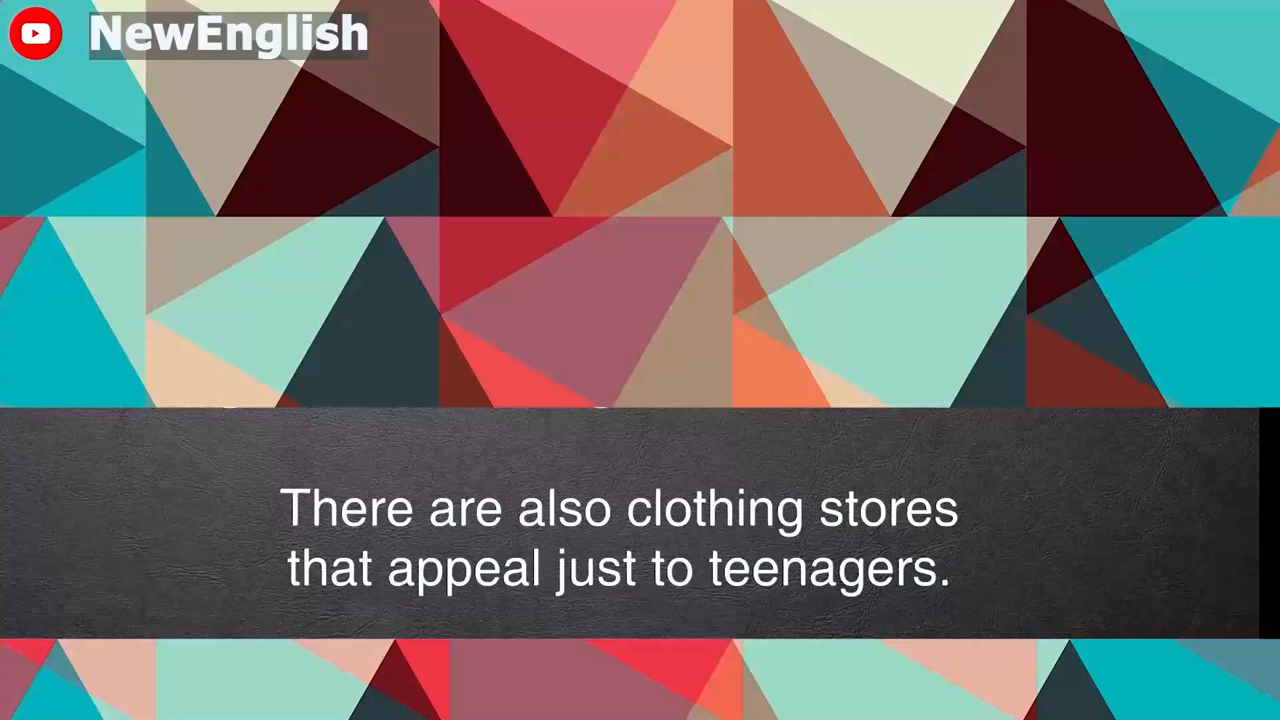 NewEnglish
There are also clothing stores
that appeal just to teenagers.